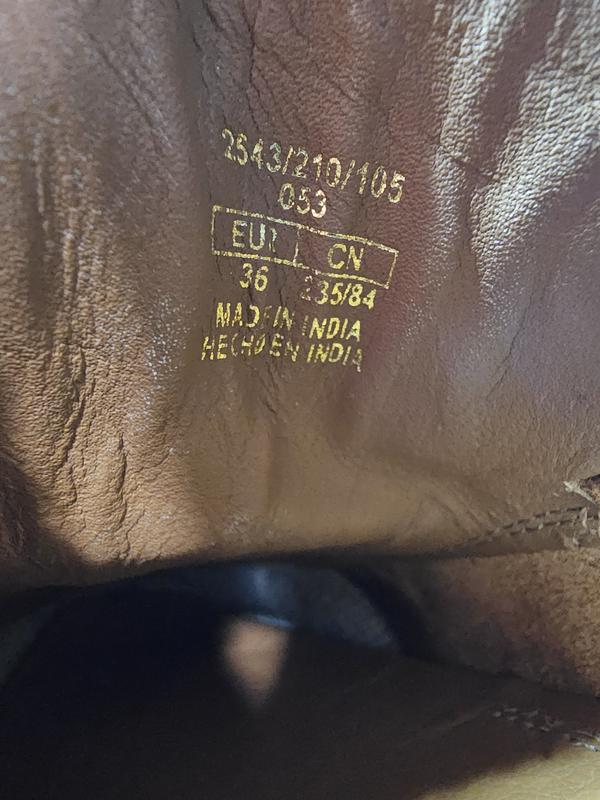 2543/210/105
053
EUR CN
36 235/84
MADE IN INDIA
HECHO EN INDIA